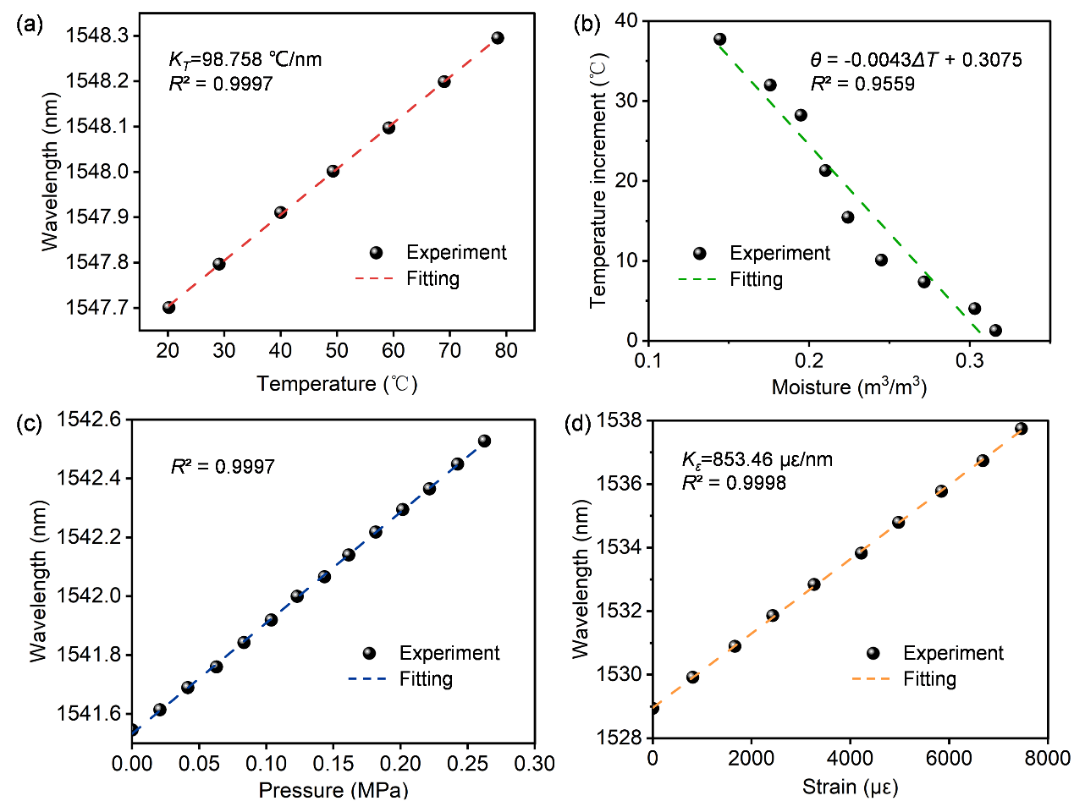 (a)
1548.3
1548.2
1548.1
1548.0
1547.9
1547.8
1547.7
Wavelength (nm)
K_T=98.758 ℃/nm
R² = 0.9997
Experiment
Fitting
20 30 40 50 60 70 80
Temperature (℃)
(b)
40
30
20
10
0
Temperature increment (℃)
θ = -0.0043ΔT + 0.3075
R² = 0.9559
Experiment
Fitting
0.1 0.2 0.3
Moisture (m³/m³)
(c)
1542.6
1542.4
1542.2
1542.0
1541.8
1541.6
Wavelength (nm)
R² = 0.9997
Experiment
Fitting
0.00 0.05 0.10 0.15 0.20 0.25 0.30
Pressure (MPa)
(d)
1538
1536
1534
1532
1530
1528
Wavelength (nm)
K_ε=853.46 με/nm
R² = 0.9998
Experiment
Fitting
0 2000 4000 6000 8000
Strain (με)